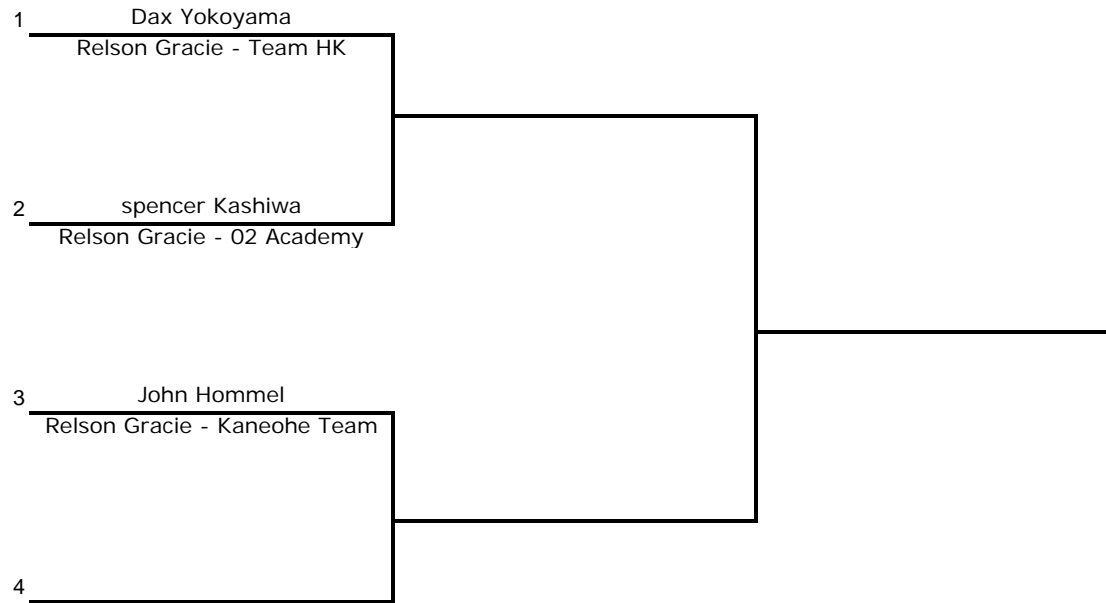 1 Dax Yokoyama
Relson Gracie - Team HK
2 spencer Kashiwa
Relson Gracie - 02 Academy
3 John Hommel
Relson Gracie - Kaneohe Team
4